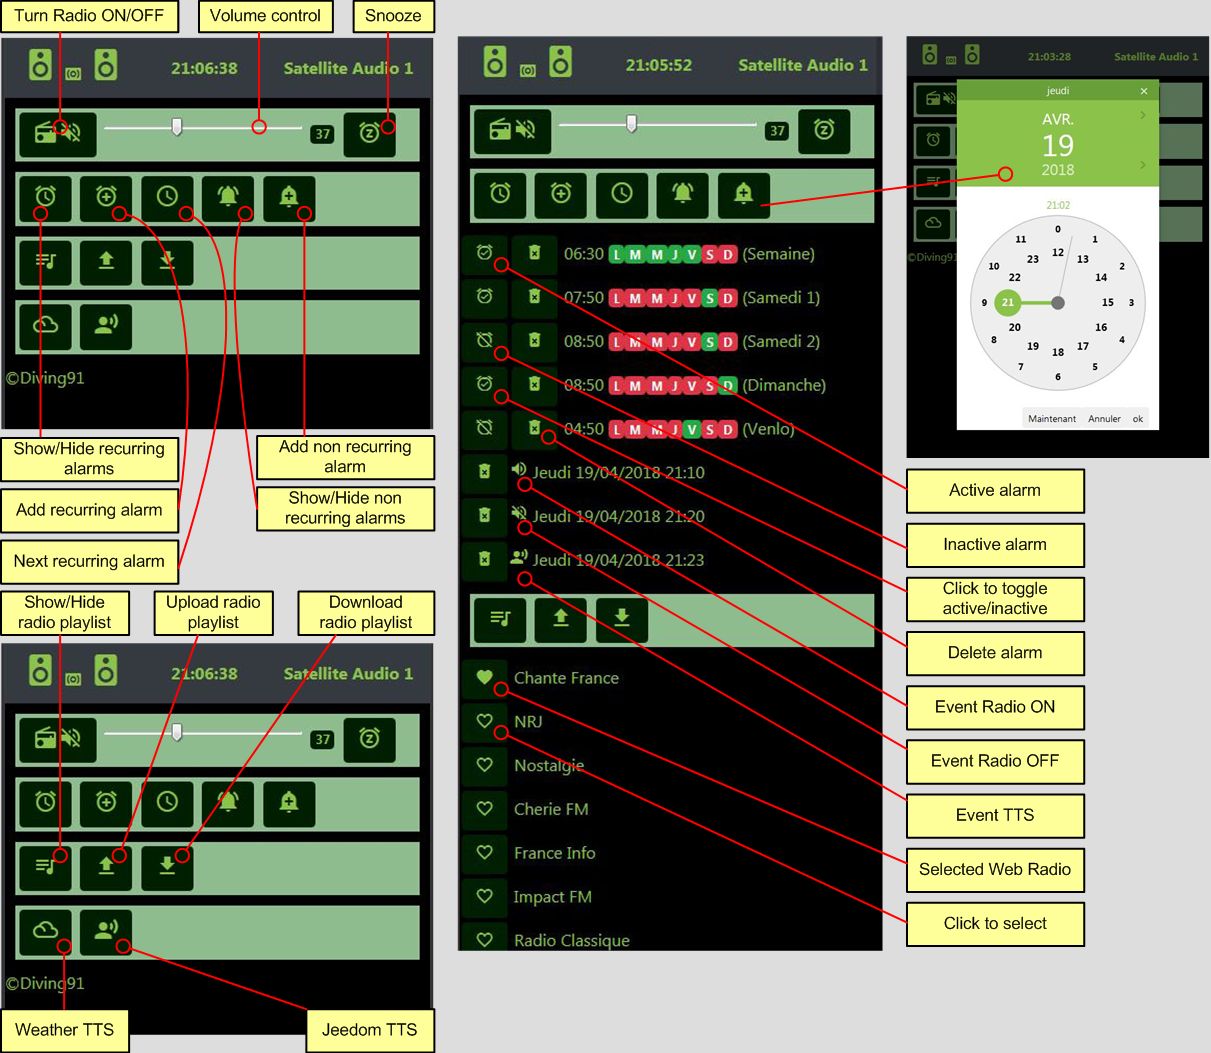 Turn Radio ON/OFF
Volume control
Snooze
21:06:38
Satellite Audio 1
37
©Diving91
Show/Hide recurring
alarms
Add recurring alarm
Next recurring alarm
Add non recurring
alarm
Show/Hide non
recurring alarms
Show/Hide
radio playlist
Upload radio
playlist
Download
radio playlist
21:06:38
Satellite Audio 1
37
©Diving91
Weather TTS
Jeedom TTS
21:05:52
Satellite Audio 1
37
06:30 L M M J V S D (Semaine)
07:50 L M M J V S D (Samedi 1)
08:50 L M M J V S D (Samedi 2)
08:50 L M M J V S D (Dimanche)
04:50 L M M J V S D (Venlo)
Jeudi 19/04/2018 21:10
Jeudi 19/04/2018 21:20
Jeudi 19/04/2018 21:23
Chante France
NRJ
Nostalgie
Cherie FM
France Info
Impact FM
Radio Classique
21:03:28
Satellite Audio 1
©Diving9
jeudi
×
AVR.
19
2018
21:02
0
11 1
12
23 13
10 2
22 14
9 21 15 3
20 16
8 4
19 17
18
7 5
6
Maintenant Annuler ok
Active alarm
Inactive alarm
Click to toggle
active/inactive
Delete alarm
Event Radio ON
Event Radio OFF
Event TTS
Selected Web Radio
Click to select